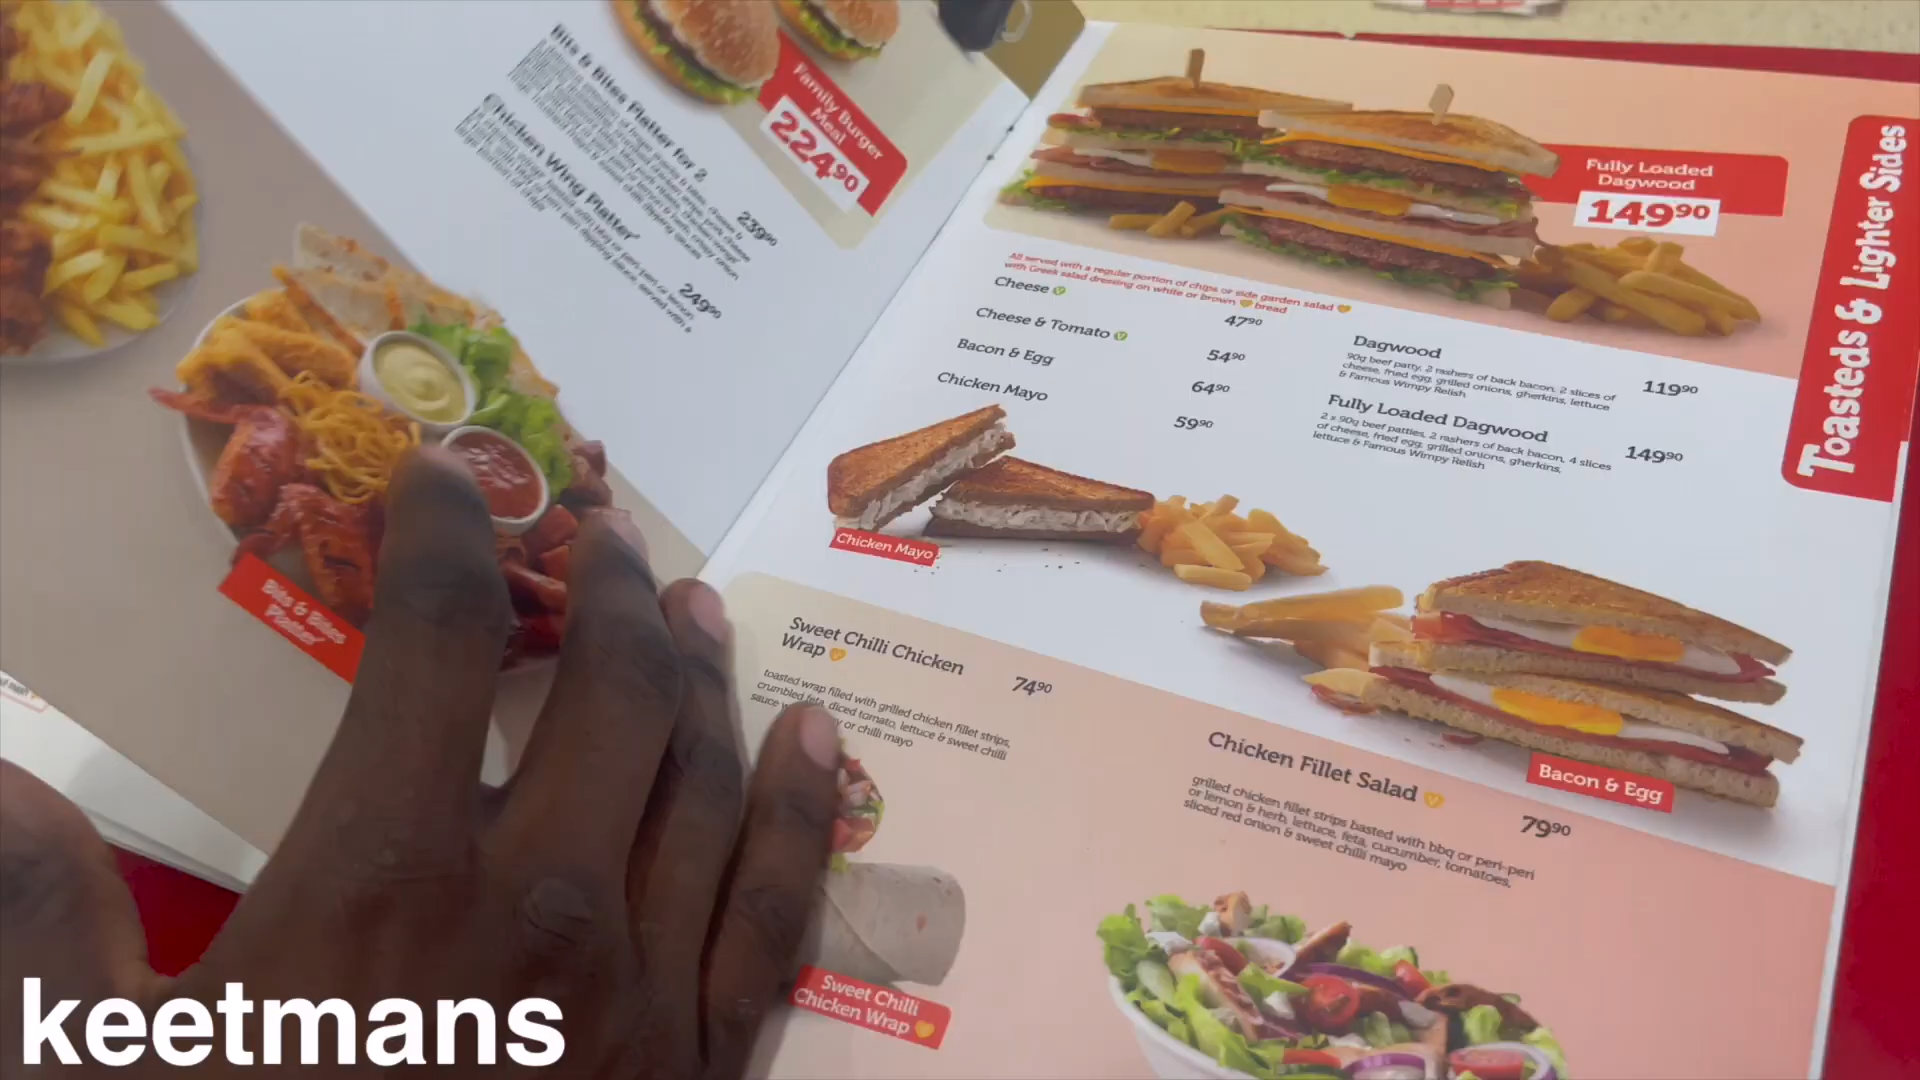 Family Burger
Meal
224⁹⁰
Bits & Bites Platter for 2
239⁹⁰
Chicken Wing Platter
249⁹⁰
Bits & Bites
Platter
Toasteds & Lighter Sides
Fully Loaded
Dagwood
149⁹⁰
All served with a regular portion of chips or side garden salad
with Greek salad dressing on white or brown bread
Cheese 47⁹⁰
Cheese & Tomato 54⁹⁰
Bacon & Egg 64⁹⁰
Chicken Mayo 59⁹⁰
Dagwood 119⁹⁰
90g beef patty, 2 rashers of back bacon, 2 slices of
cheese, fried egg, grilled onions, gherkins, lettuce
& Famous Wimpy Relish
Fully Loaded Dagwood 149⁹⁰
2 x 90g beef patties, 2 rashers of back bacon, 4 slices
of cheese, fried egg, grilled onions, gherkins,
lettuce & Famous Wimpy Relish
Chicken Mayo
Bacon & Egg
Sweet Chilli Chicken
Wrap 74⁹⁰
toasted wrap filled with grilled chicken fillet strips,
crumbled feta, diced tomato, lettuce & sweet chilli
sauce or chilli mayo
Sweet Chilli
Chicken Wrap
Chicken Fillet Salad 79⁹⁰
grilled chicken fillet strips basted with bbq or peri-peri
or lemon & herb, lettuce, feta, cucumber, tomatoes,
sliced red onion & sweet chilli mayo
keetmans